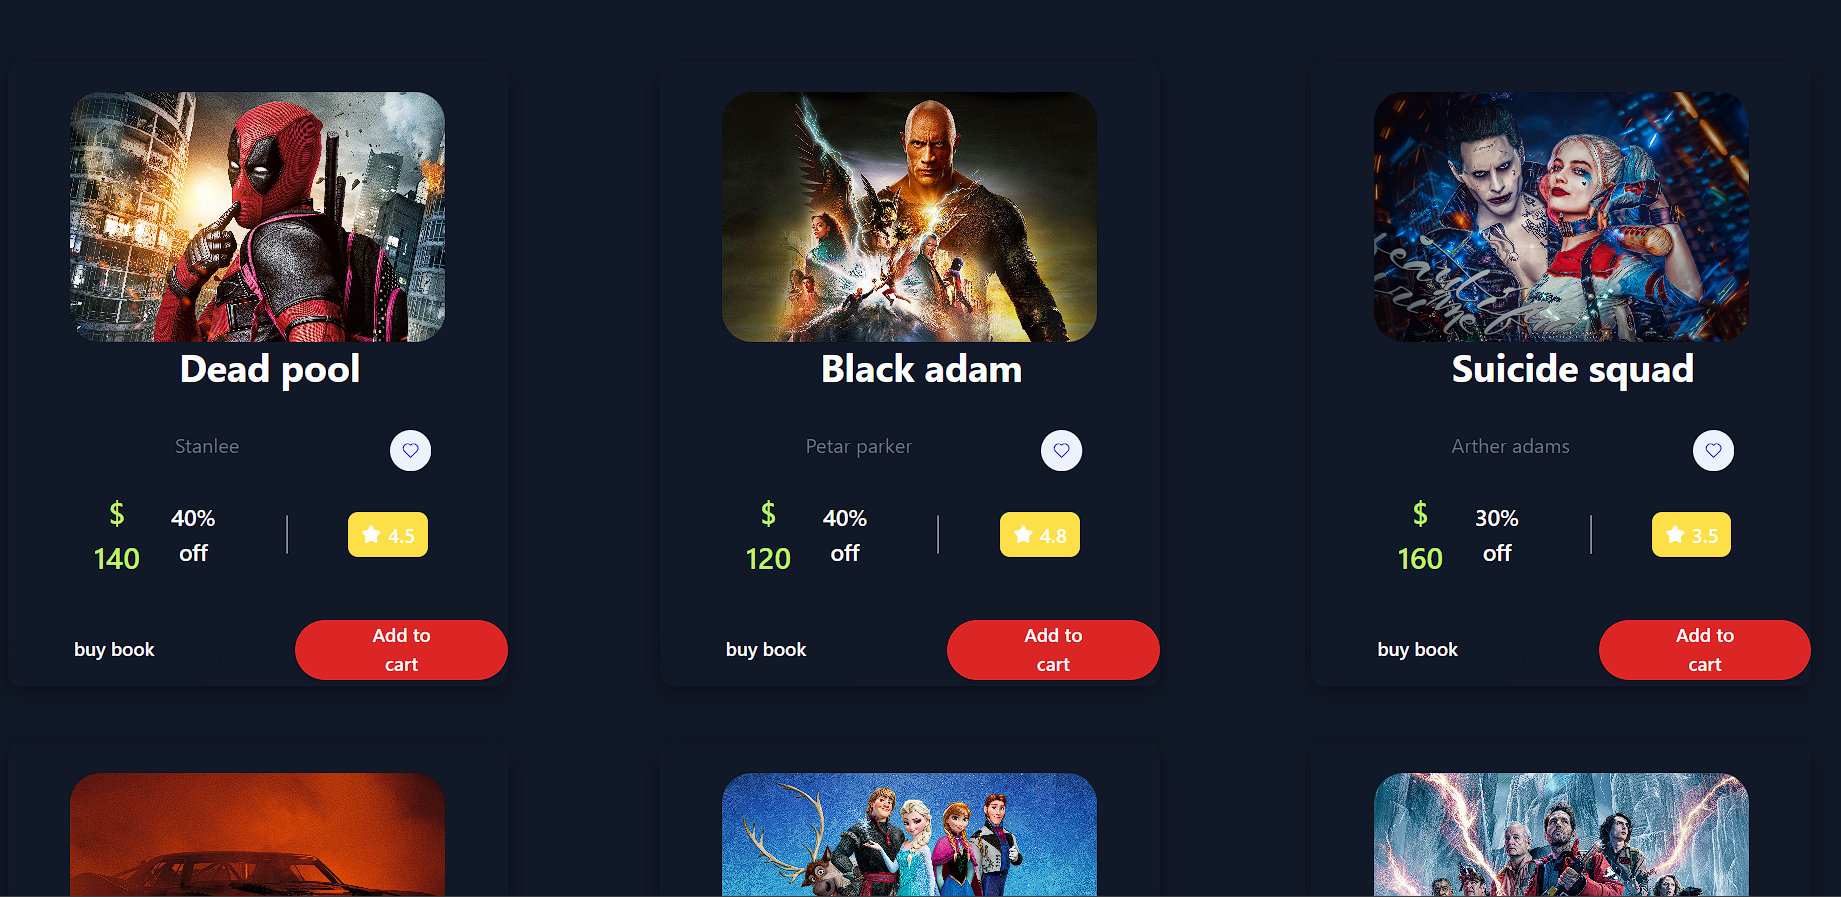 Dead pool
Stanlee
$
140
40%
off
4.5
buy book
Add to
cart
Black adam
Petar parker
$
120
40%
off
4.8
buy book
Add to
cart
Suicide squad
Arther adams
$
160
30%
off
3.5
buy book
Add to
cart